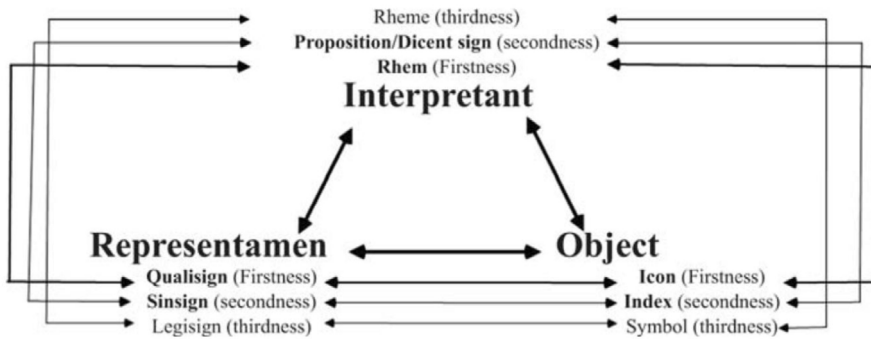 Rheme (thirdness)
Proposition/Dicent sign (secondness)
Rhem (Firstness)
Interpretant
Representamen Object
Qualisign (Firstness) Icon (Firstness)
Sinsign (secondness) Index (secondness)
Legisign (thirdness) Symbol (thirdness)